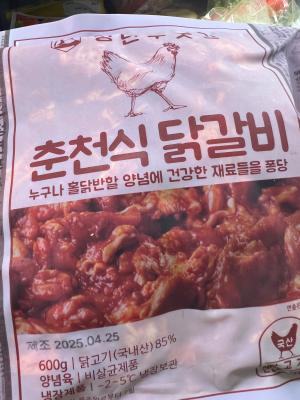 춘천식 닭갈비
누구나 홀닭반할 양념에 건강한 재료들을 퐁당
제조 2025.04.25
600g | 닭고기(국내산) 85%
양념육 | 비살균제품
냉장제품 | -2~5℃ 냉장보관
국산